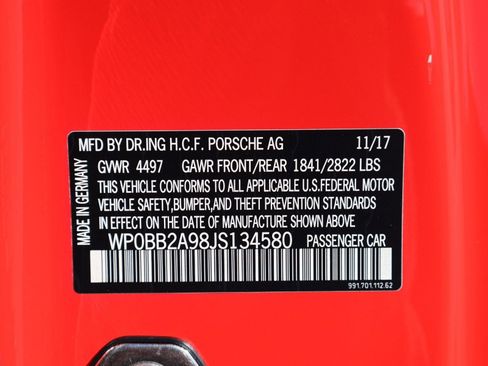 MFD BY DR.ING H.C.F. PORSCHE AG 11/17
GVWR 4497 GAWR FRONT/REAR 1841/2822 LBS
THIS VEHICLE CONFORMS TO ALL APPLICABLE U.S.FEDERAL MOTOR
VEHICLE SAFETY,BUMPER,AND THEFT PREVENTION STANDARDS
IN EFFECT ON THE DATE OF MANUFACTURE SHOWN ABOVE
WP0BB2A98JS134580 PASSENGER CAR
991.701.112.62
MADE IN GERMANY